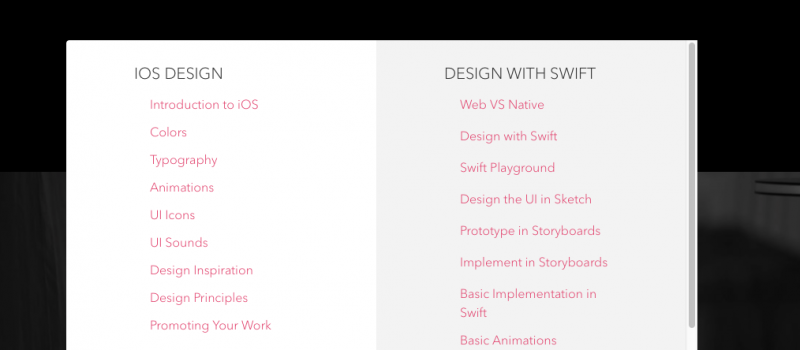 IOS DESIGN
Introduction to iOS
Colors
Typography
Animations
UI Icons
UI Sounds
Design Inspiration
Design Principles
Promoting Your Work
DESIGN WITH SWIFT
Web VS Native
Design with Swift
Swift Playground
Design the UI in Sketch
Prototype in Storyboards
Implement in Storyboards
Basic Implementation in
Swift
Basic Animations